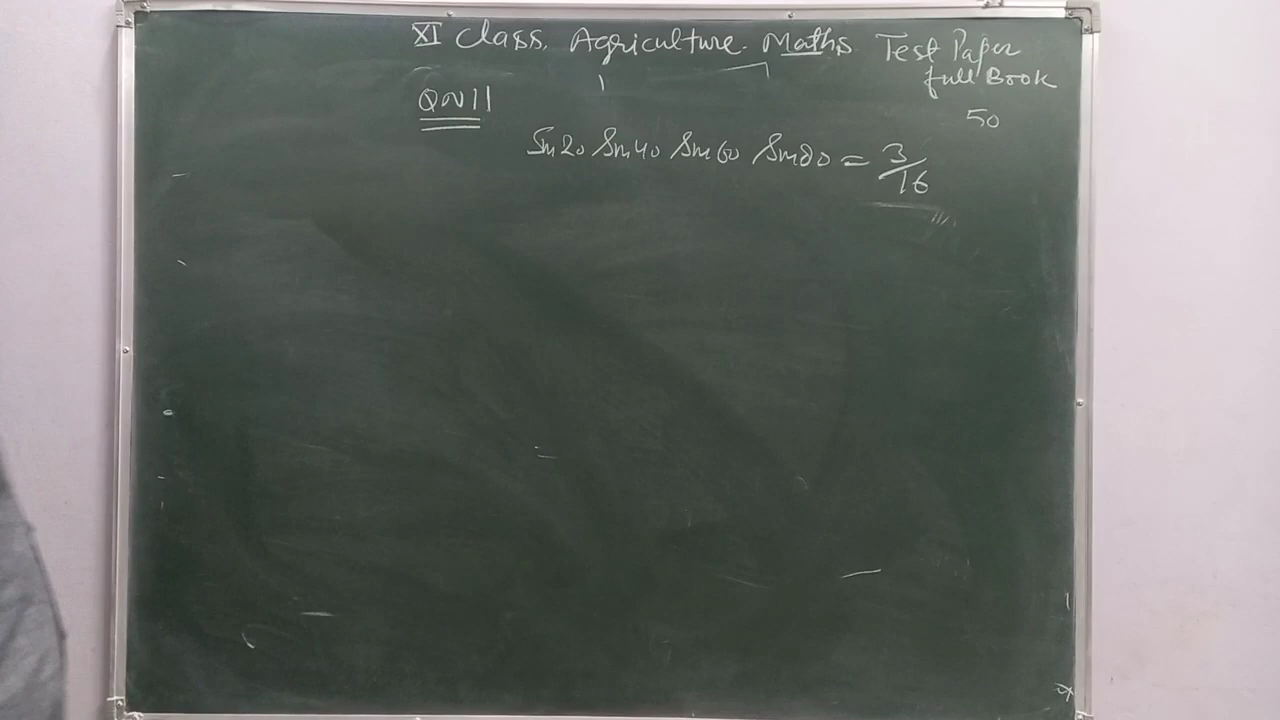 XI Class. Agriculture. Maths Test Paper
full Book
QN 11
50
Sin20 Sin40 Sin60 Sin80 = 3/16